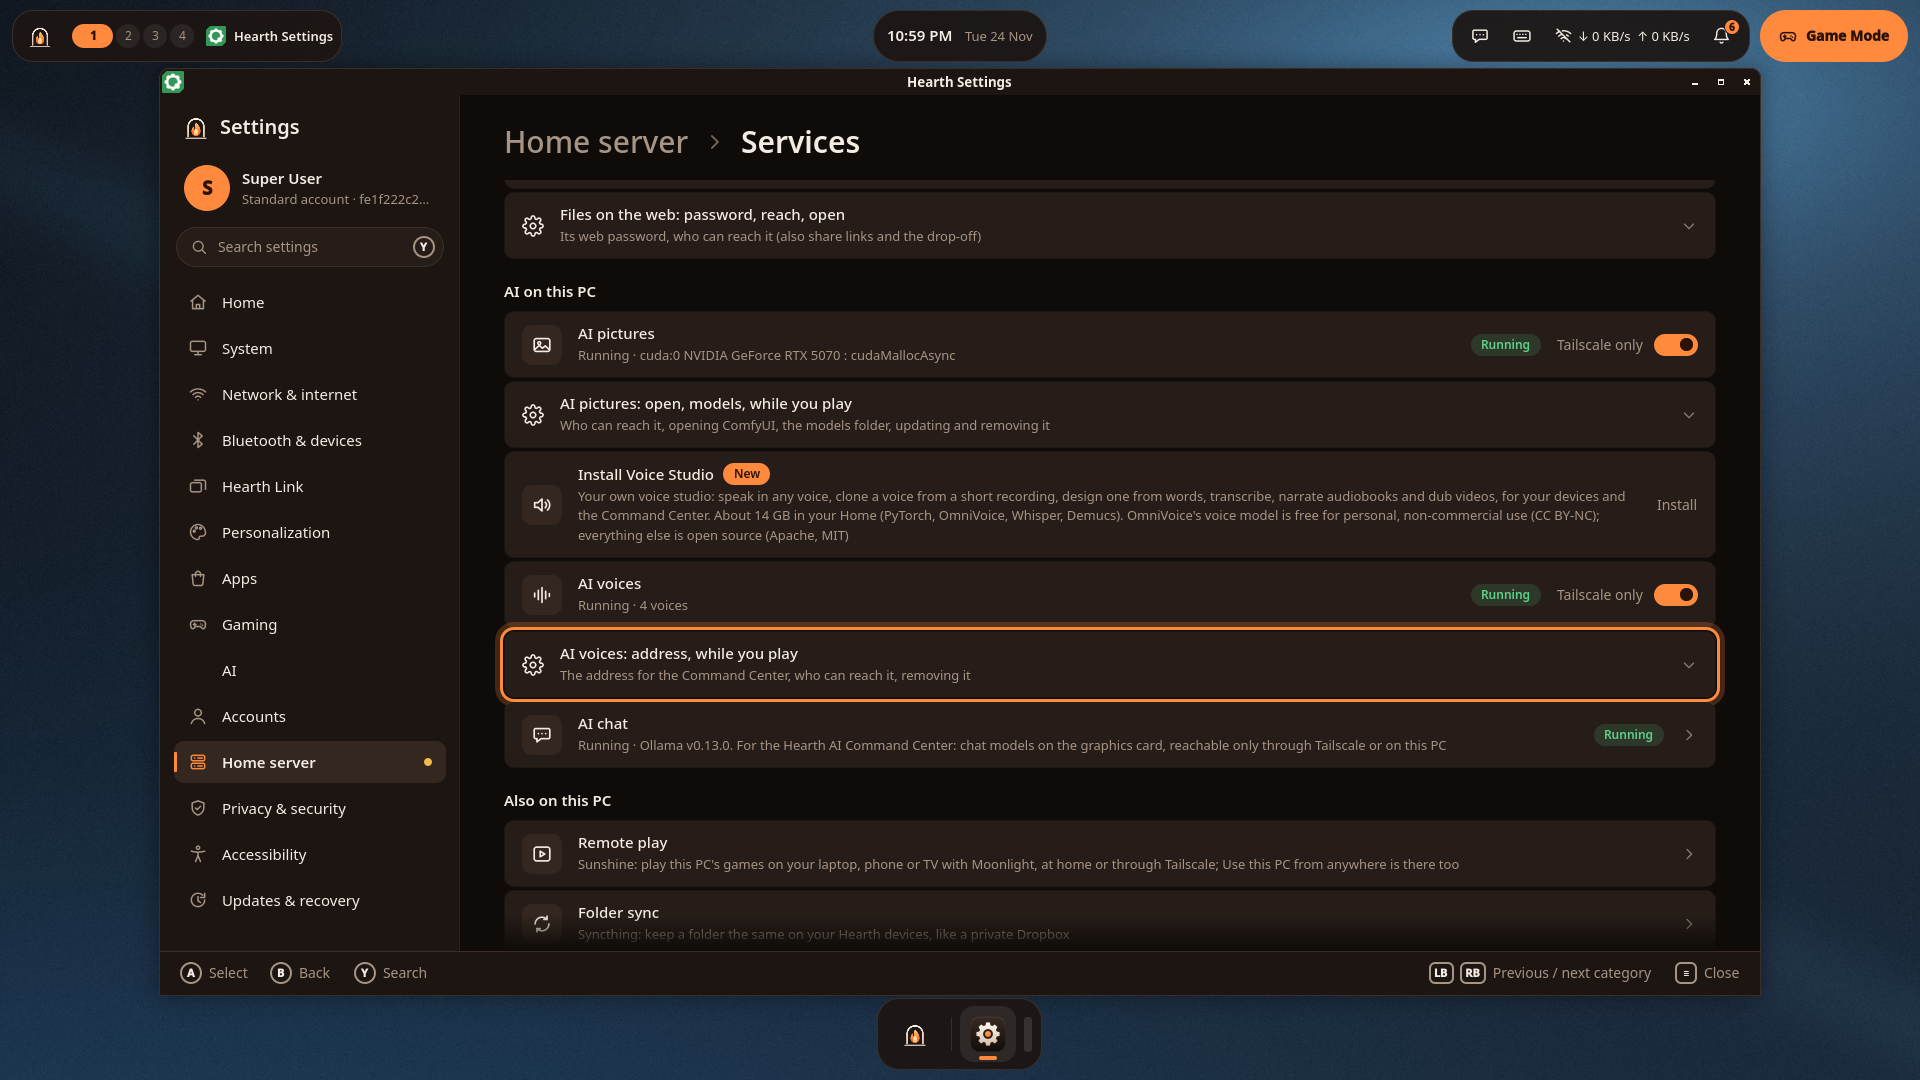 1 2 3 4 Hearth Settings
10:59 PM Tue 24 Nov
0 KB/s 0 KB/s 6 Game Mode
Hearth Settings
Settings
S Super User
Standard account · fe1f222c2...
Search settings Y
Home
System
Network & internet
Bluetooth & devices
Hearth Link
Personalization
Apps
Gaming
AI
Accounts
Home server
Privacy & security
Accessibility
Updates & recovery
Home server > Services
Files on the web: password, reach, open
Its web password, who can reach it (also share links and the drop-off)
AI on this PC
AI pictures
Running · cuda:0 NVIDIA GeForce RTX 5070 : cudaMallocAsync
Running Tailscale only
AI pictures: open, models, while you play
Who can reach it, opening ComfyUI, the models folder, updating and removing it
Install Voice Studio New
Your own voice studio: speak in any voice, clone a voice from a short recording, design one from words, transcribe, narrate audiobooks and dub videos, for your devices and
the Command Center. About 14 GB in your Home (PyTorch, OmniVoice, Whisper, Demucs). OmniVoice's voice model is free for personal, non-commercial use (CC BY-NC);
everything else is open source (Apache, MIT)
Install
AI voices
Running · 4 voices
Running Tailscale only
AI voices: address, while you play
The address for the Command Center, who can reach it, removing it
AI chat
Running · Ollama v0.13.0. For the Hearth AI Command Center: chat models on the graphics card, reachable only through Tailscale or on this PC
Running
Also on this PC
Remote play
Sunshine: play this PC's games on your laptop, phone or TV with Moonlight, at home or through Tailscale; Use this PC from anywhere is there too
Folder sync
Syncthing: keep a folder the same on your Hearth devices, like a private Dropbox
A Select B Back Y Search
LB RB Previous / next category Close